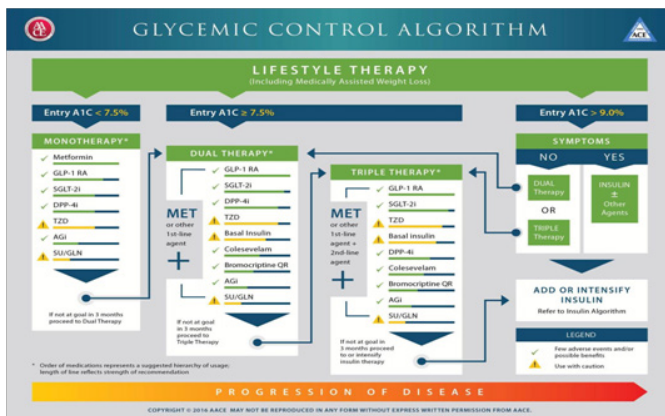 GLYCEMIC CONTROL ALGORITHM
ACE
LIFESTYLE THERAPY
(Including Medically Assisted Weight Loss)
Entry A1C < 7.5%
Entry A1C ≥ 7.5%
Entry A1C > 9.0%
MONOTHERAPY*
Metformin
GLP-1 RA
SGLT-2i
DPP-4i
TZD
AGi
SU/GLN
If not at goal in 3 months
proceed to Dual Therapy
DUAL THERAPY*
MET
or other
1st-line
agent
+
GLP-1 RA
SGLT-2i
DPP-4i
TZD
Basal Insulin
Colesevelam
Bromocriptine QR
AGi
SU/GLN
If not at goal
in 3 months
proceed to
Triple Therapy
TRIPLE THERAPY*
MET
or other
1st-line
agent +
2nd-line
agent
+
GLP-1 RA
SGLT-2i
TZD
Basal insulin
DPP-4i
Colesevelam
Bromocriptine QR
AGi
SU/GLN
If not at goal in
3 months proceed
to or intensify
insulin therapy
SYMPTOMS
NO
YES
DUAL
Therapy
OR
TRIPLE
Therapy
INSULIN
±
Other
Agents
ADD OR INTENSIFY
INSULIN
Refer to Insulin Algorithm
LEGEND
Few adverse events and/or
possible benefits
Use with caution
* Order of medications represents a suggested hierarchy of usage;
length of line reflects strength of recommendation
PROGRESSION OF DISEASE
COPYRIGHT © 2016 AACE MAY NOT BE REPRODUCED IN ANY FORM WITHOUT EXPRESS WRITTEN PERMISSION FROM AACE.